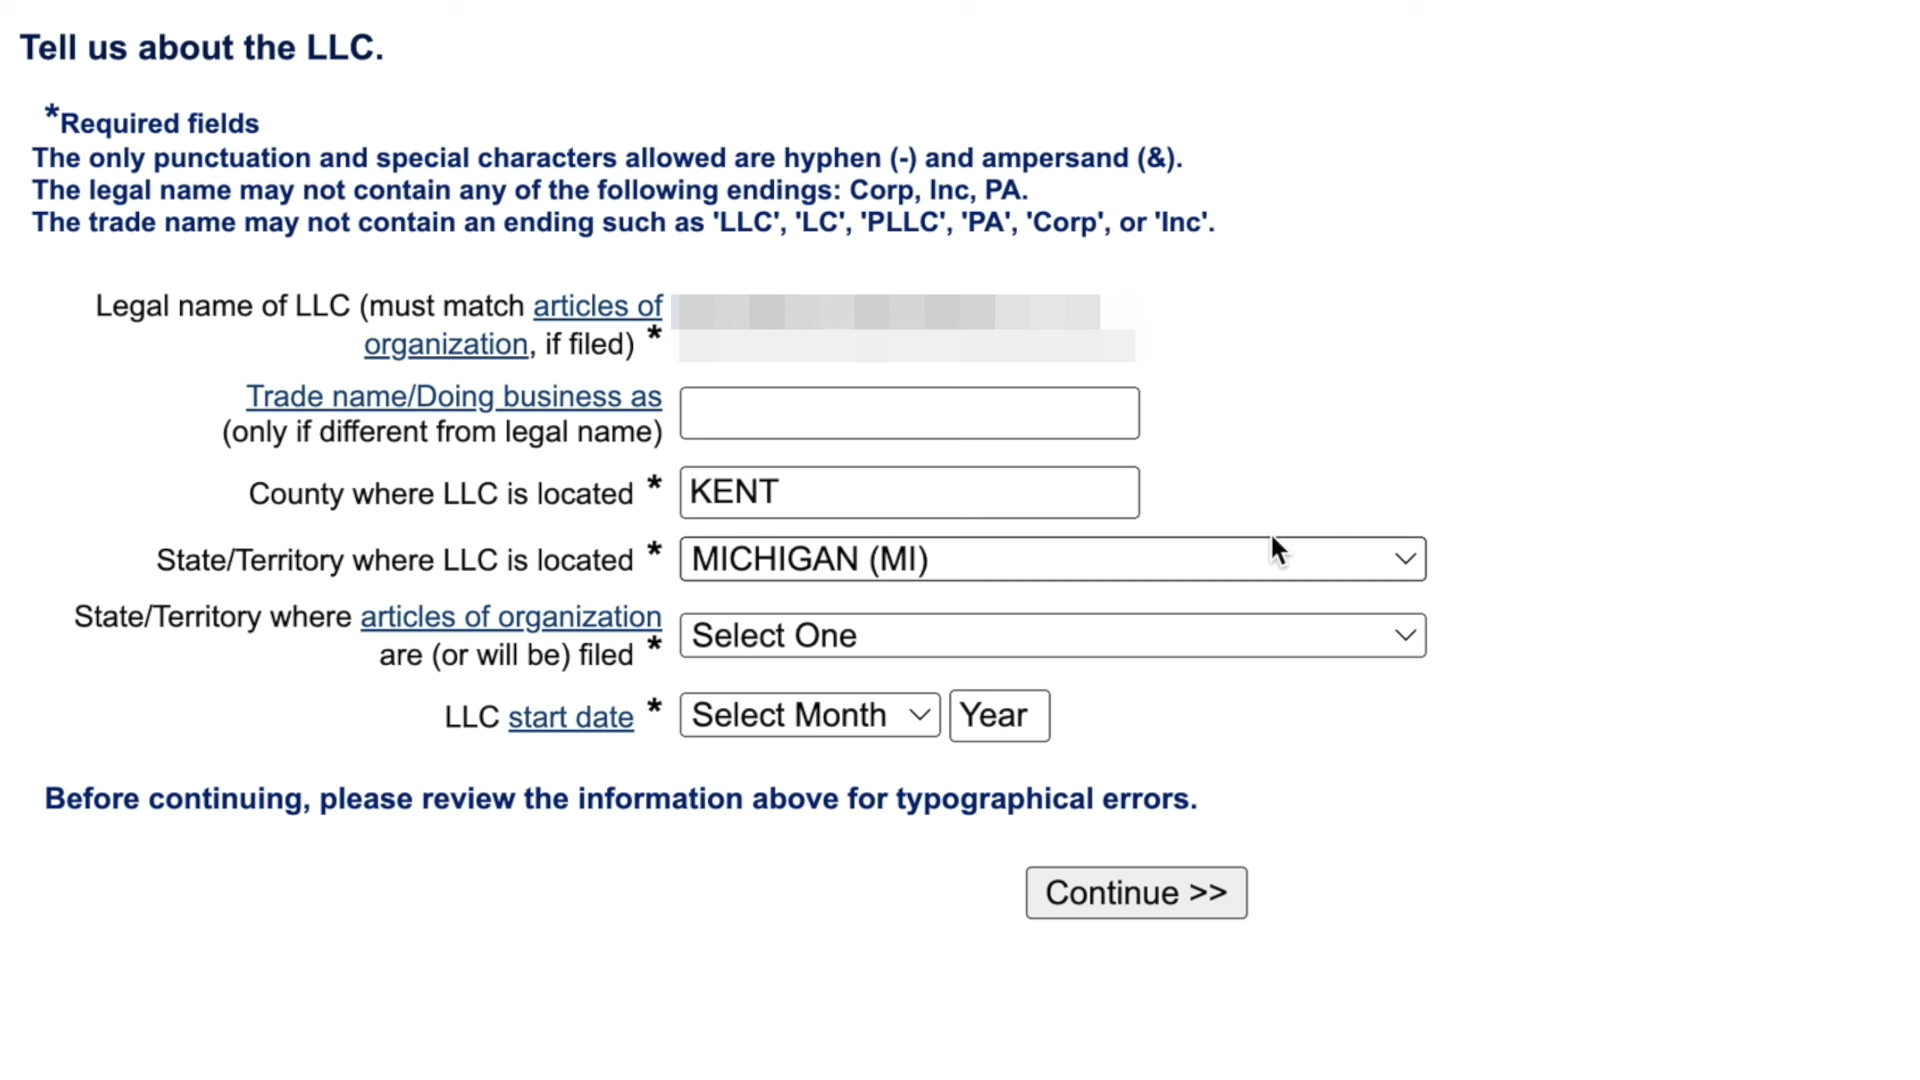 Tell us about the LLC.
*Required fields
The only punctuation and special characters allowed are hyphen (-) and ampersand (&).
The legal name may not contain any of the following endings: Corp, Inc, PA.
The trade name may not contain an ending such as 'LLC', 'LC', 'PLLC', 'PA', 'Corp', or 'Inc'.
Legal name of LLC (must match articles of
organization, if filed) *
Trade name/Doing business as
(only if different from legal name)
County where LLC is located * KENT
State/Territory where LLC is located * MICHIGAN (MI)
State/Territory where articles of organization
are (or will be) filed * Select One
LLC start date * Select Month Year
Before continuing, please review the information above for typographical errors.
Continue >>